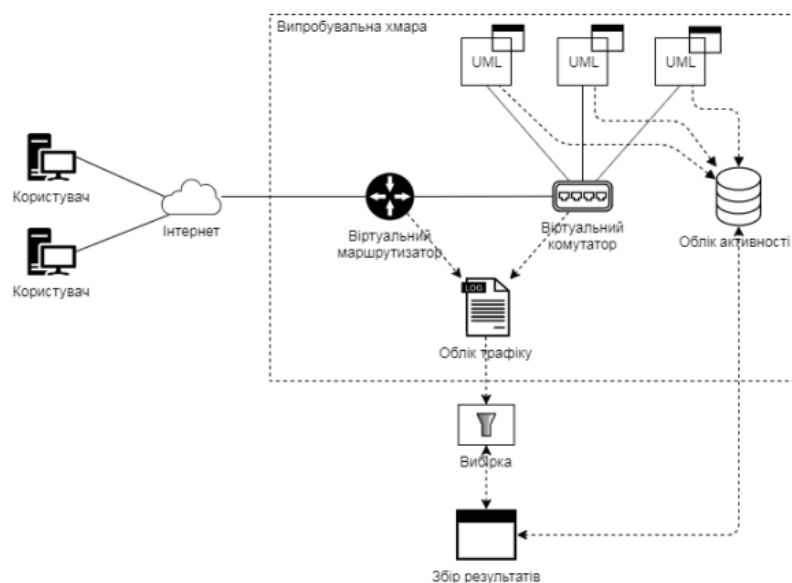 Випробувальна хмара
UML
UML
UML
Користувач
Інтернет
Віртуальний
маршрутизатор
Віртуальний
комутатор
Облік активності
Користувач
LOG
Облік трафіку
Вибірка
Збір результатів